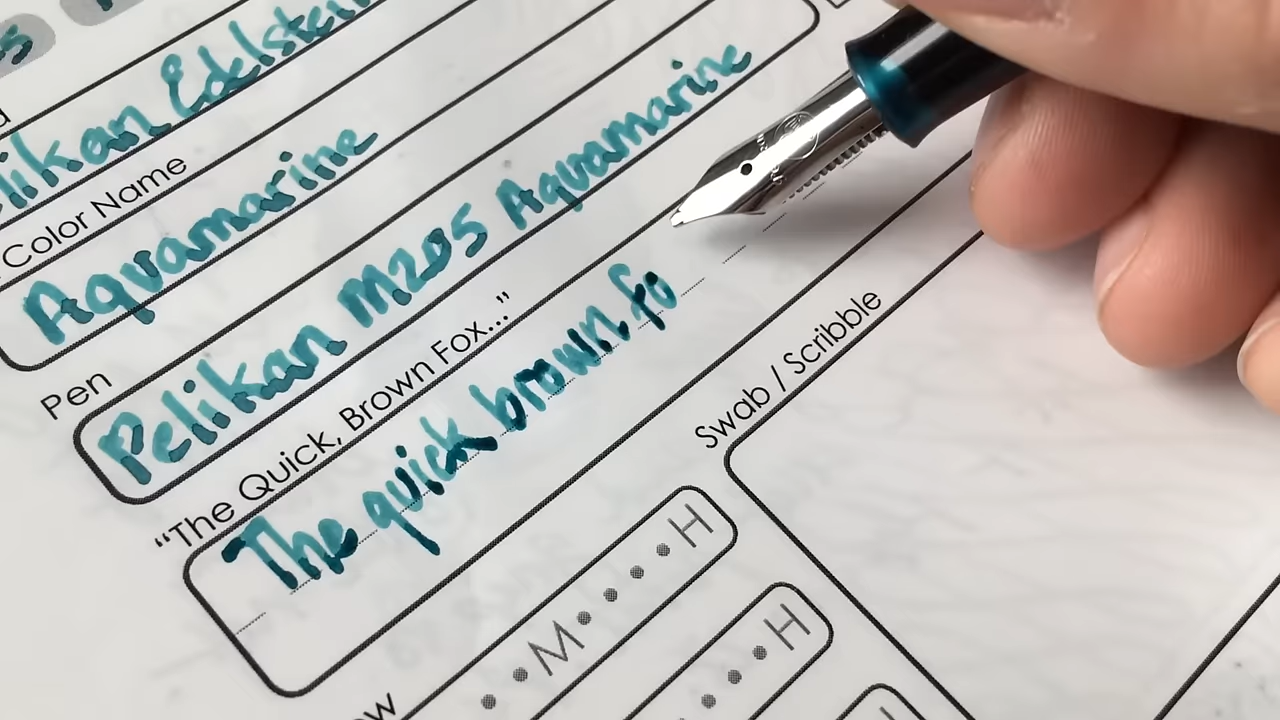 Pelikan Edelstein
Color Name
Aquamarine
Pen
Pelikan M205 Aquamarine
"The Quick, Brown Fox..."
The quick brown fo
Swab / Scribble
M H
H